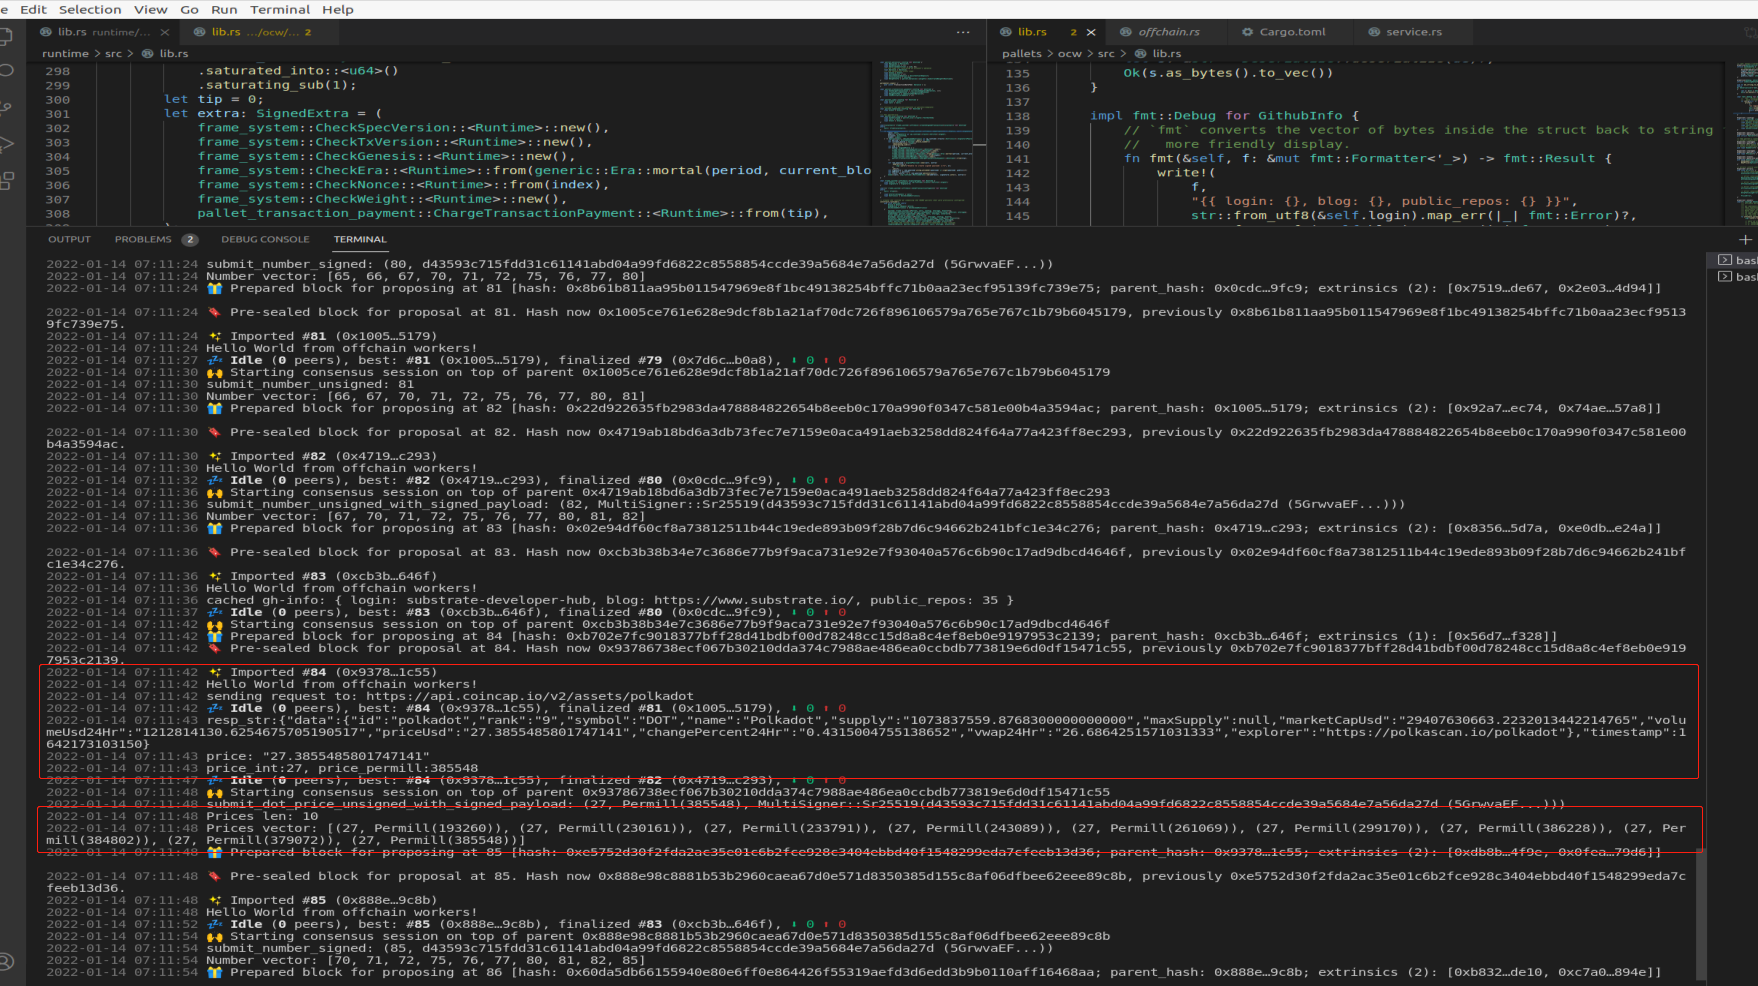 e Edit Selection View Go Run Terminal Help
lib.rs runtime/... × lib.rs .../ocw/... 2 ... lib.rs 2 × offchain.rs Cargo.toml service.rs
runtime > src > lib.rs
298 .saturated_into::<u64>()
299 .saturating_sub(1);
300 let tip = 0;
301 let extra: SignedExtra = (
302 frame_system::CheckSpecVersion::<Runtime>::new(),
303 frame_system::CheckTxVersion::<Runtime>::new(),
304 frame_system::CheckGenesis::<Runtime>::new(),
305 frame_system::CheckEra::<Runtime>::from(generic::Era::mortal(period, current_blo
306 frame_system::CheckNonce::<Runtime>::from(index),
307 frame_system::CheckWeight::<Runtime>::new(),
308 pallet_transaction_payment::ChargeTransactionPayment::<Runtime>::from(tip),
pallets > ocw > src > lib.rs
135 Ok(s.as_bytes().to_vec())
136 }
137
138 impl fmt::Debug for GithubInfo {
139 // `fmt` converts the vector of bytes inside the struct back to string
140 // more friendly display.
141 fn fmt(&self, f: &mut fmt::Formatter<'_>) -> fmt::Result {
142 write!(
143 f,
144 "{{ login: {}, blog: {}, public_repos: {} }}",
145 str::from_utf8(&self.login).map_err(|_| fmt::Error)?,
OUTPUT PROBLEMS 2 DEBUG CONSOLE TERMINAL
bas
bas
2022-01-14 07:11:24 submit_number_signed: (80, d43593c715fdd31c61141abd04a99fd6822c8558854ccde39a5684e7a56da27d (5GrwvaEF...))
2022-01-14 07:11:24 Number vector: [65, 66, 67, 70, 71, 72, 75, 76, 77, 80]
2022-01-14 07:11:24 🎁 Prepared block for proposing at 81 [hash: 0x8b61b811aa95b011547969e8f1bc49138254bffc71b0aa23ecf95139fc739e75; parent_hash: 0x0cdc…9fc9; extrinsics (2): [0x7519…de67, 0x2e03…4d94]]
2022-01-14 07:11:24 🔖 Pre-sealed block for proposal at 81. Hash now 0x1005ce761e628e9dcf8b1a21af70dc726f896106579a765e767c1b79b6045179, previously 0x8b61b811aa95b011547969e8f1bc49138254bffc71b0aa23ecf9513
9fc739e75.
2022-01-14 07:11:24 ✨ Imported #81 (0x1005…5179)
2022-01-14 07:11:24 Hello World from offchain workers!
2022-01-14 07:11:27 💤 Idle (0 peers), best: #81 (0x1005…5179), finalized #79 (0x7d6c…b0a8), ⬇ 0 ⬆ 0
2022-01-14 07:11:30 🙌 Starting consensus session on top of parent 0x1005ce761e628e9dcf8b1a21af70dc726f896106579a765e767c1b79b6045179
2022-01-14 07:11:30 submit_number_unsigned: 81
2022-01-14 07:11:30 Number vector: [66, 67, 70, 71, 72, 75, 76, 77, 80, 81]
2022-01-14 07:11:30 🎁 Prepared block for proposing at 82 [hash: 0x22d922635fb2983da478884822654b8eeb0c170a990f0347c581e00b4a3594ac; parent_hash: 0x1005…5179; extrinsics (2): [0x92a7…ec74, 0x74ae…57a8]]
2022-01-14 07:11:30 🔖 Pre-sealed block for proposal at 82. Hash now 0x4719ab18bd6a3db73fec7e7159e0aca491aeb3258dd824f64a77a423ff8ec293, previously 0x22d922635fb2983da478884822654b8eeb0c170a990f0347c581e00
b4a3594ac.
2022-01-14 07:11:30 ✨ Imported #82 (0x4719…c293)
2022-01-14 07:11:30 Hello World from offchain workers!
2022-01-14 07:11:32 💤 Idle (0 peers), best: #82 (0x4719…c293), finalized #80 (0x0cdc…9fc9), ⬇ 0 ⬆ 0
2022-01-14 07:11:36 🙌 Starting consensus session on top of parent 0x4719ab18bd6a3db73fec7e7159e0aca491aeb3258dd824f64a77a423ff8ec293
2022-01-14 07:11:36 submit_number_unsigned_with_signed_payload: (82, MultiSigner::Sr25519(d43593c715fdd31c61141abd04a99fd6822c8558854ccde39a5684e7a56da27d (5GrwvaEF...)))
2022-01-14 07:11:36 Number vector: [67, 70, 71, 72, 75, 76, 77, 80, 81, 82]
2022-01-14 07:11:36 🎁 Prepared block for proposing at 83 [hash: 0x02e94df60cf8a73812511b44c19ede893b09f28b7d6c94662b241bfc1e34c276; parent_hash: 0x4719…c293; extrinsics (2): [0x8356…5d7a, 0xe0db…e24a]]
2022-01-14 07:11:36 🔖 Pre-sealed block for proposal at 83. Hash now 0xcb3b38b34e7c3686e77b9f9aca731e92e7f93040a576c6b90c17ad9dbcd4646f, previously 0x02e94df60cf8a73812511b44c19ede893b09f28b7d6c94662b241bf
c1e34c276.
2022-01-14 07:11:36 ✨ Imported #83 (0xcb3b…646f)
2022-01-14 07:11:36 Hello World from offchain workers!
2022-01-14 07:11:36 cached gh-info: { login: substrate-developer-hub, blog: https://www.substrate.io/, public_repos: 35 }
2022-01-14 07:11:37 💤 Idle (0 peers), best: #83 (0xcb3b…646f), finalized #80 (0x0cdc…9fc9), ⬇ 0 ⬆ 0
2022-01-14 07:11:42 🙌 Starting consensus session on top of parent 0xcb3b38b34e7c3686e77b9f9aca731e92e7f93040a576c6b90c17ad9dbcd4646f
2022-01-14 07:11:42 🎁 Prepared block for proposing at 84 [hash: 0xb702e7fc9018377bff28d41bdbf00d78248cc15d8a8c4ef8eb0e9197953c2139; parent_hash: 0xcb3b…646f; extrinsics (1): [0x56d7…f328]]
2022-01-14 07:11:42 🔖 Pre-sealed block for proposal at 84. Hash now 0x93786738ecf067b30210dda374c7988ae486ea0ccbdb773819e6d0df15471c55, previously 0xb702e7fc9018377bff28d41bdbf00d78248cc15d8a8c4ef8eb0e919
7953c2139.
2022-01-14 07:11:42 ✨ Imported #84 (0x9378…1c55)
2022-01-14 07:11:42 Hello World from offchain workers!
2022-01-14 07:11:42 sending request to: https://api.coincap.io/v2/assets/polkadot
2022-01-14 07:11:42 💤 Idle (0 peers), best: #84 (0x9378…1c55), finalized #81 (0x1005…5179), ⬇ 0 ⬆ 0
2022-01-14 07:11:43 resp_str:{"data":{"id":"polkadot","rank":"9","symbol":"DOT","name":"Polkadot","supply":"1073837559.8768300000000000","maxSupply":null,"marketCapUsd":"29407630663.2232013442214765","volu
meUsd24Hr":"1212814130.6254675705190517","priceUsd":"27.3855485801747141","changePercent24Hr":"0.4315004755138652","vwap24Hr":"26.6864251571031333","explorer":"https://polkascan.io/polkadot"},"timestamp":1
642173103150}
2022-01-14 07:11:43 price: "27.3855485801747141"
2022-01-14 07:11:43 price_int:27, price_permill:385548
2022-01-14 07:11:47 💤 Idle (0 peers), best: #84 (0x9378…1c55), finalized #82 (0x4719…c293), ⬇ 0 ⬆ 0
2022-01-14 07:11:48 🙌 Starting consensus session on top of parent 0x93786738ecf067b30210dda374c7988ae486ea0ccbdb773819e6d0df15471c55
2022-01-14 07:11:48 submit_dot_price_unsigned_with_signed_payload: (27, Permill(385548), MultiSigner::Sr25519(d43593c715fdd31c61141abd04a99fd6822c8558854ccde39a5684e7a56da27d (5GrwvaEF...)))
2022-01-14 07:11:48 Prices len: 10
2022-01-14 07:11:48 Prices vector: [(27, Permill(193260)), (27, Permill(230161)), (27, Permill(233791)), (27, Permill(243089)), (27, Permill(261069)), (27, Permill(299170)), (27, Permill(386228)), (27, Per
mill(384802)), (27, Permill(379072)), (27, Permill(385548))]
2022-01-14 07:11:48 🎁 Prepared block for proposing at 85 [hash: 0xe5752d30f2fda2ac35e01c6b2fce928c3404ebbd40f1548299eda7cfeeb13d36; parent_hash: 0x9378…1c55; extrinsics (2): [0xdb8b…4f9e, 0x0fea…79d6]]
2022-01-14 07:11:48 🔖 Pre-sealed block for proposal at 85. Hash now 0x888e98c8881b53b2960caea67d0e571d8350385d155c8af06dfbee62eee89c8b, previously 0xe5752d30f2fda2ac35e01c6b2fce928c3404ebbd40f1548299eda7c
feeb13d36.
2022-01-14 07:11:48 ✨ Imported #85 (0x888e…9c8b)
2022-01-14 07:11:48 Hello World from offchain workers!
2022-01-14 07:11:52 💤 Idle (0 peers), best: #85 (0x888e…9c8b), finalized #83 (0xcb3b…646f), ⬇ 0 ⬆ 0
2022-01-14 07:11:54 🙌 Starting consensus session on top of parent 0x888e98c8881b53b2960caea67d0e571d8350385d155c8af06dfbee62eee89c8b
2022-01-14 07:11:54 submit_number_signed: (85, d43593c715fdd31c61141abd04a99fd6822c8558854ccde39a5684e7a56da27d (5GrwvaEF...))
2022-01-14 07:11:54 Number vector: [70, 71, 72, 75, 76, 77, 80, 81, 82, 85]
2022-01-14 07:11:54 🎁 Prepared block for proposing at 86 [hash: 0x60da5db66155940e80e6ff0e864426f55319aefd3d6edd3b9b0110aff16468aa; parent_hash: 0x888e…9c8b; extrinsics (2): [0xb832…de10, 0xc7a0…894e]]